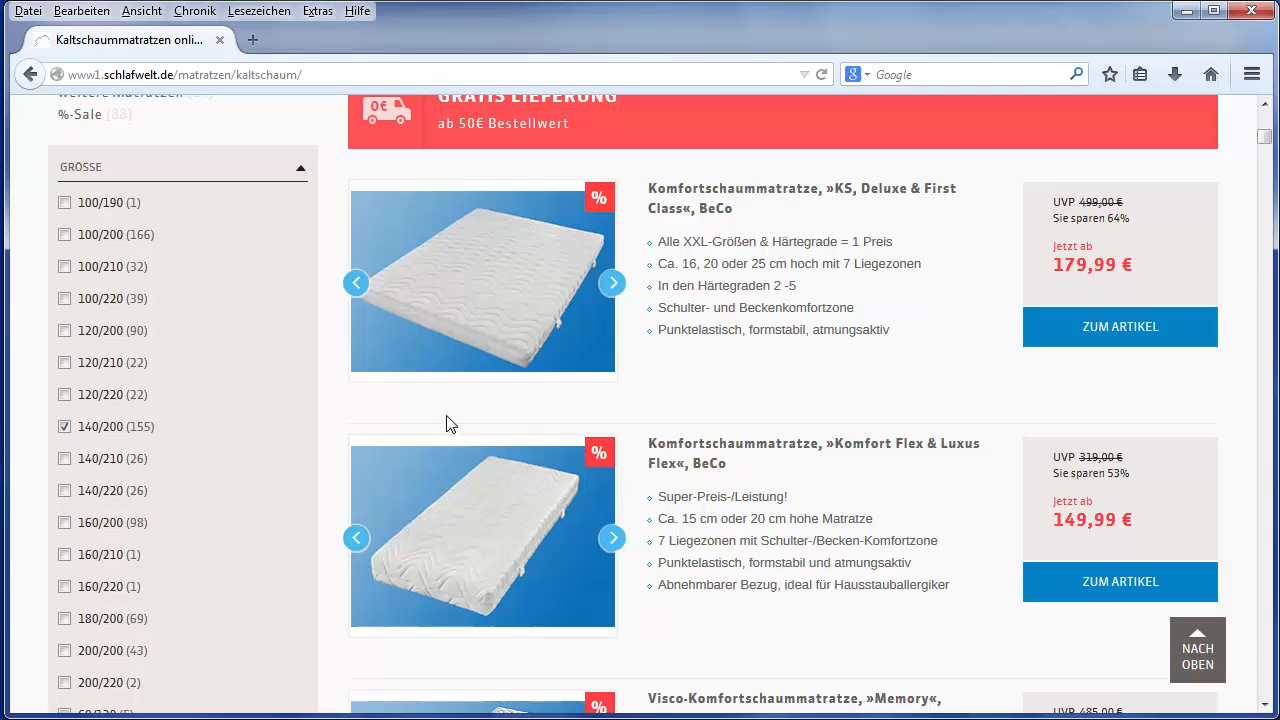 Datei Bearbeiten Ansicht Chronik Lesezeichen Extras Hilfe
Kaltschaummatratzen onli...
www1.schlafwelt.de/matratzen/kaltschaum/
Google
weitere Matratzen
%-Sale (88)
GRÖSSE
100/190 (1)
100/200 (166)
100/210 (32)
100/220 (39)
120/200 (90)
120/210 (22)
120/220 (22)
140/200 (155)
140/210 (26)
140/220 (26)
160/200 (98)
160/210 (1)
160/220 (1)
180/200 (69)
200/200 (43)
200/220 (2)
GRATIS LIEFERUNG
0€
ab 50€ Bestellwert
%
Komfortschaummatratze, »KS, Deluxe & First
Class«, BeCo
Alle XXL-Größen & Härtegrade = 1 Preis
Ca. 16, 20 oder 25 cm hoch mit 7 Liegezonen
In den Härtegraden 2 -5
Schulter- und Beckenkomfortzone
Punktelastisch, formstabil, atmungsaktiv
UVP 499,00 €
Sie sparen 64%
Jetzt ab
179,99 €
ZUM ARTIKEL
%
Komfortschaummatratze, »Komfort Flex & Luxus
Flex«, BeCo
Super-Preis-/Leistung!
Ca. 15 cm oder 20 cm hohe Matratze
7 Liegezonen mit Schulter-/Becken-Komfortzone
Punktelastisch, formstabil und atmungsaktiv
Abnehmbarer Bezug, ideal für Hausstauballergiker
UVP 319,00 €
Sie sparen 53%
Jetzt ab
149,99 €
ZUM ARTIKEL
NACH
OBEN
%
Visco-Komfortschaummatratze, »Memory«,
UVP 485,00 €